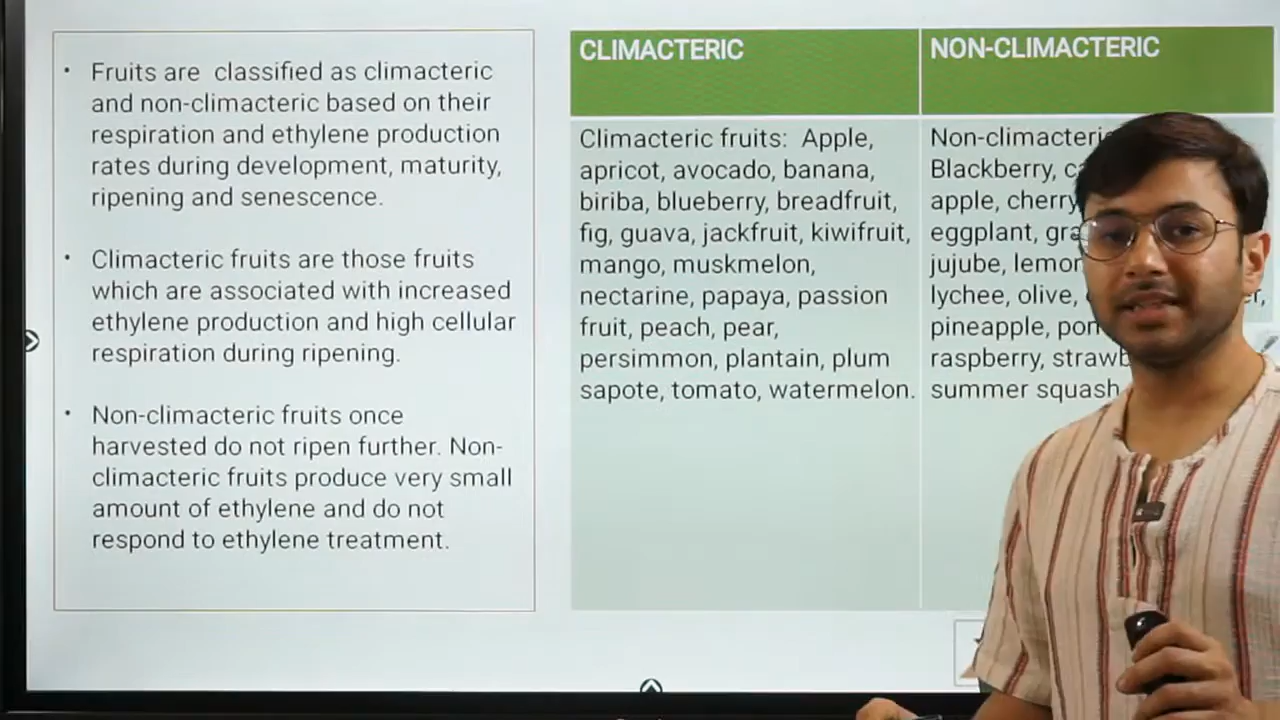 Fruits are classified as climacteric
and non-climacteric based on their
respiration and ethylene production
rates during development, maturity,
ripening and senescence.
Climacteric fruits are those fruits
which are associated with increased
ethylene production and high cellular
respiration during ripening.
Non-climacteric fruits once
harvested do not ripen further. Non-
climacteric fruits produce very small
amount of ethylene and do not
respond to ethylene treatment.
CLIMACTERIC
Climacteric fruits: Apple,
apricot, avocado, banana,
biriba, blueberry, breadfruit,
fig, guava, jackfruit, kiwifruit,
mango, muskmelon,
nectarine, papaya, passion
fruit, peach, pear,
persimmon, plantain, plum
sapote, tomato, watermelon.
NON-CLIMACTERIC
Non-climacteric
Blackberry,
apple, cherry
eggplant,
jujube, lemon
lychee, olive,
pineapple,
raspberry,
summer squash